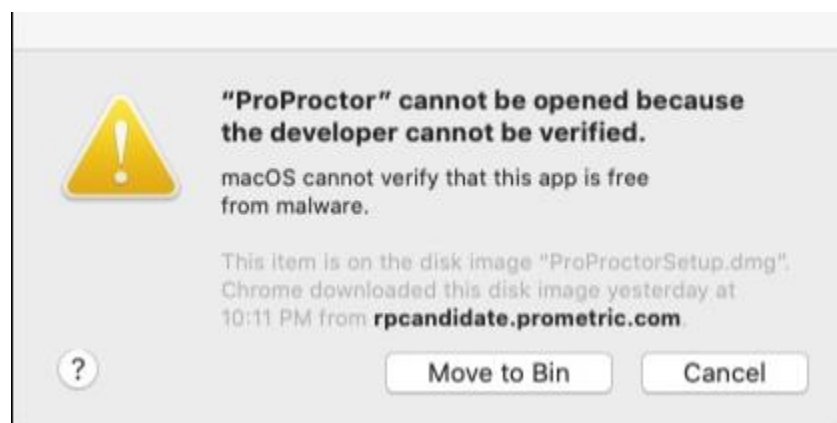 “ProProctor” cannot be opened because
the developer cannot be verified.
macOS cannot verify that this app is free
from malware.
This item is on the disk image "ProProctorSetup.dmg".
Chrome downloaded this disk image yesterday at
10:11 PM from rpcandidate.prometric.com.
?
Move to Bin
Cancel